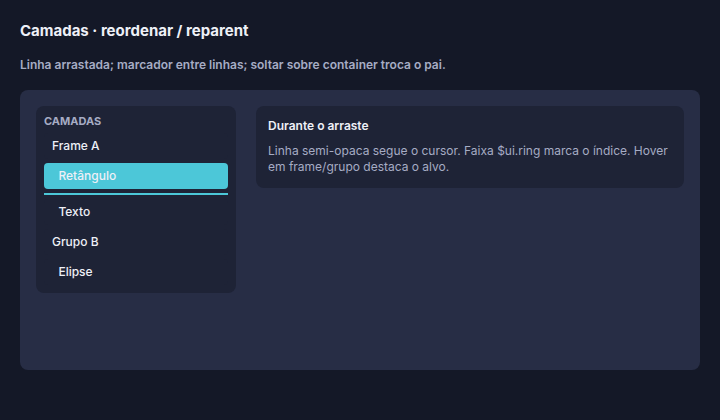 Camadas · reordenar / reparent
Linha arrastada; marcador entre linhas; soltar sobre container troca o pai.
CAMADAS
Frame A
Retângulo
Texto
Grupo B
Elipse
Durante o arraste
Linha semi-opaca segue o cursor. Faixa $ui.ring marca o índice. Hover
em frame/grupo destaca o alvo.